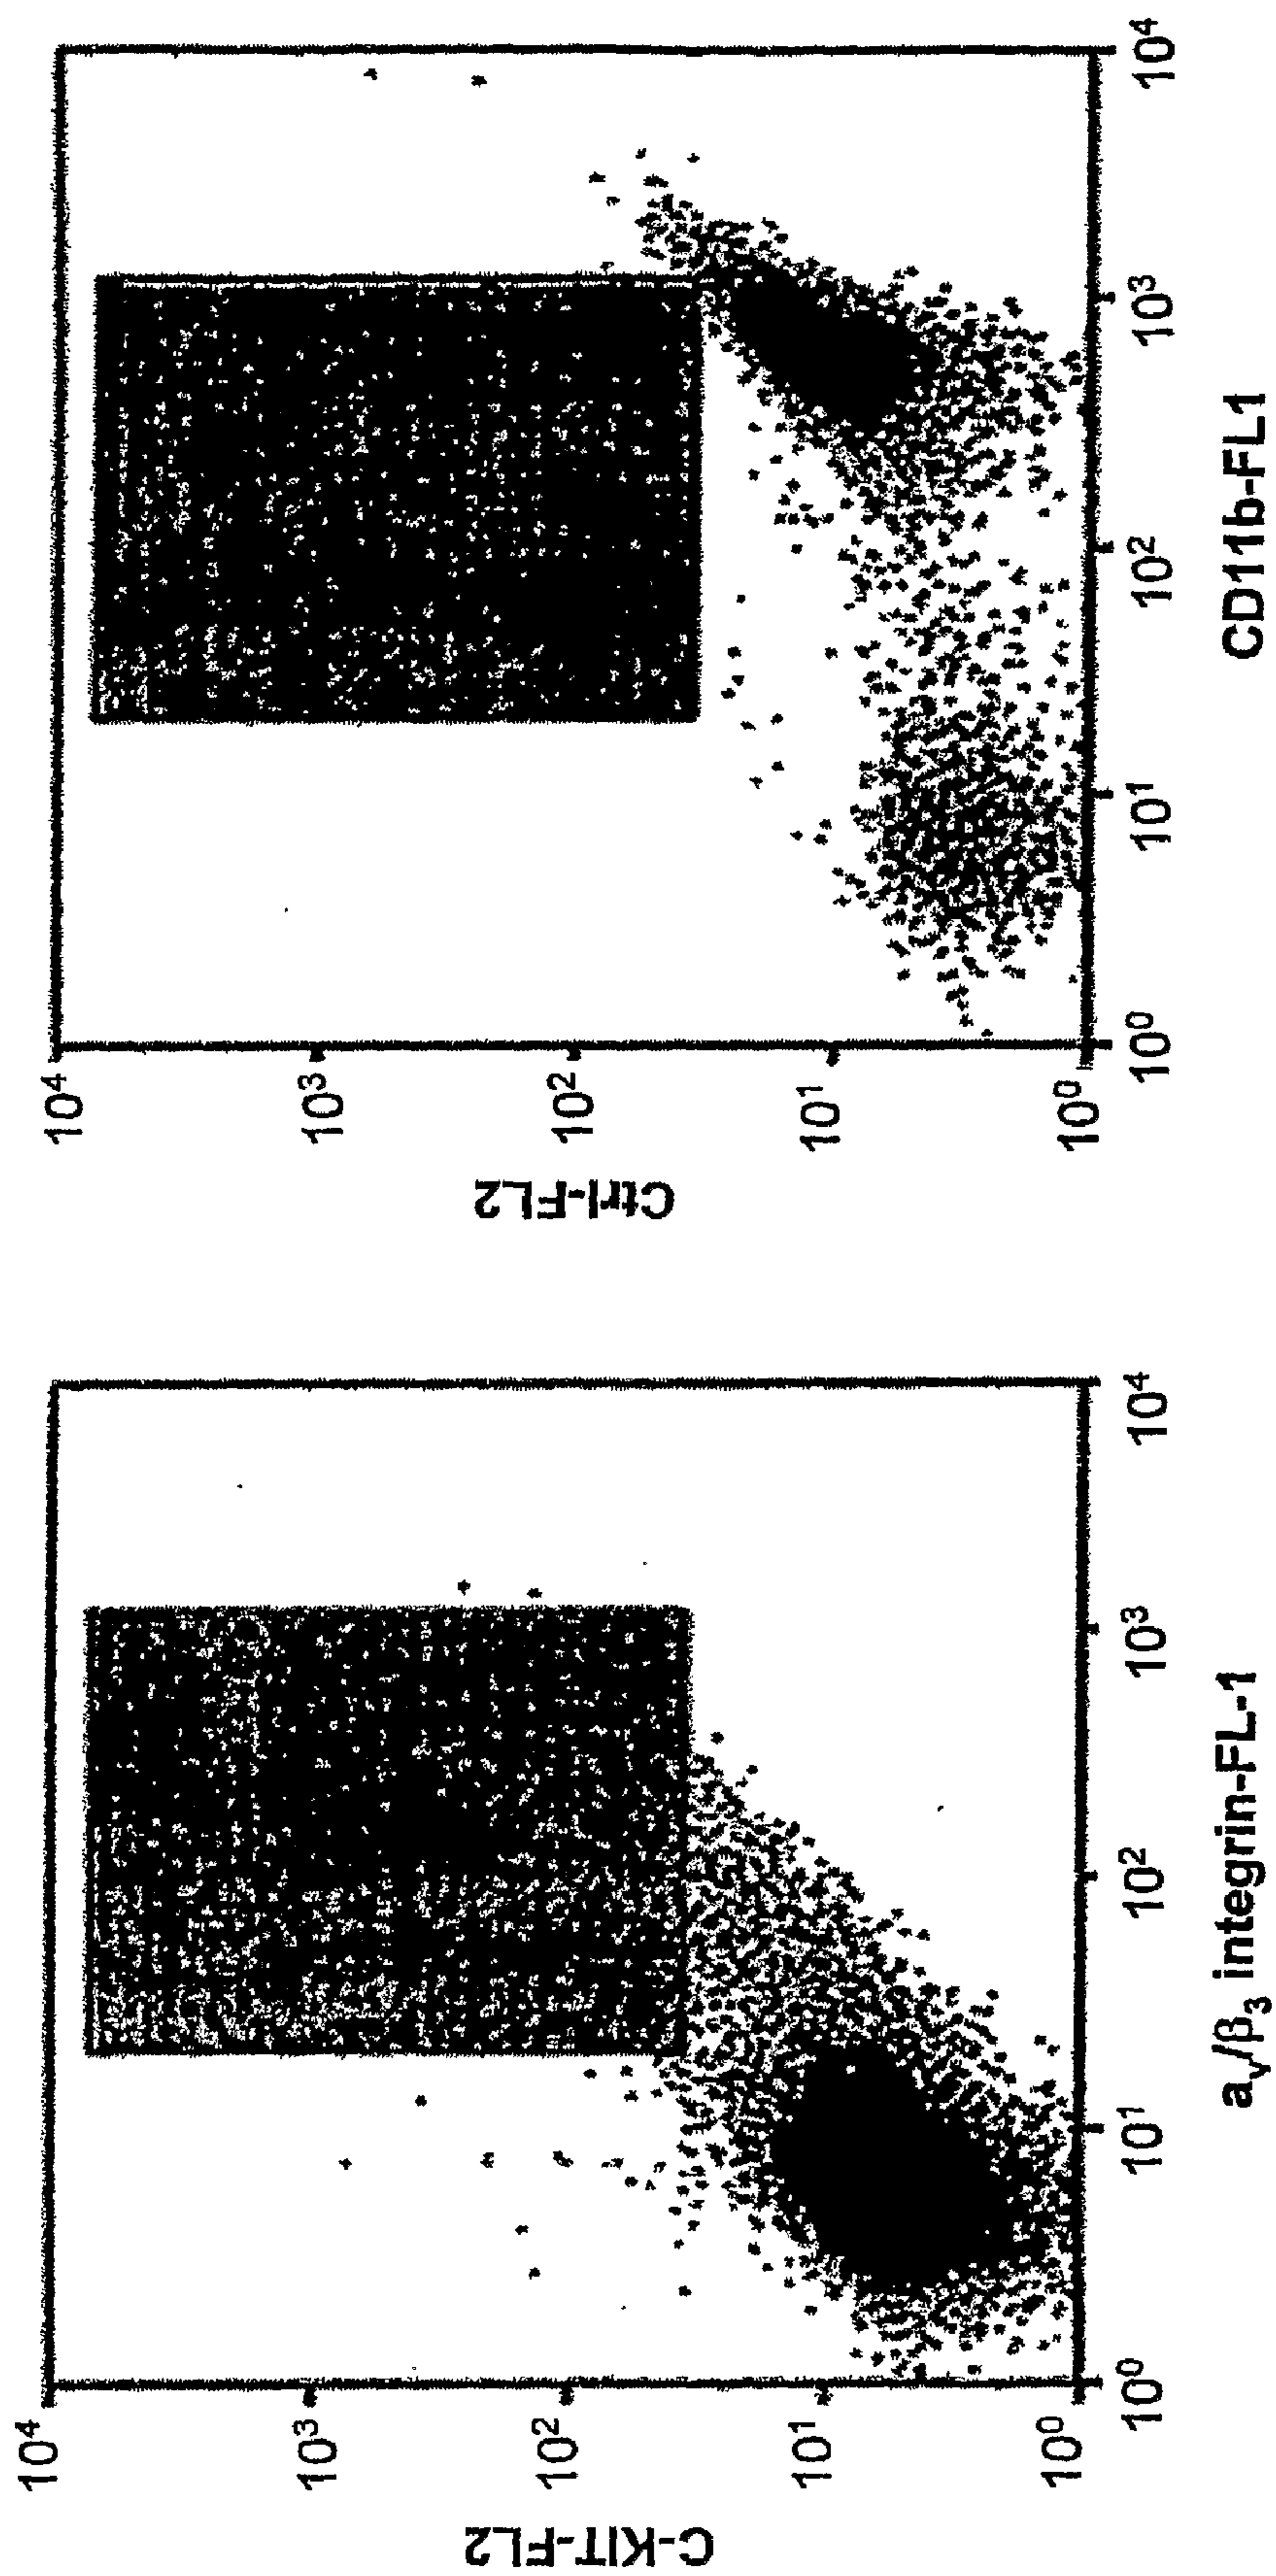 C-KIT-FL2
10⁴
10³
10²
10¹
10⁰
10⁰ 10¹ 10² 10³ 10⁴
aᵥ/β₃ integrin-FL-1
Ctrl-FL2
10⁴
10³
10²
10¹
10⁰
10⁰ 10¹ 10² 10³ 10⁴
CD11b-FL1